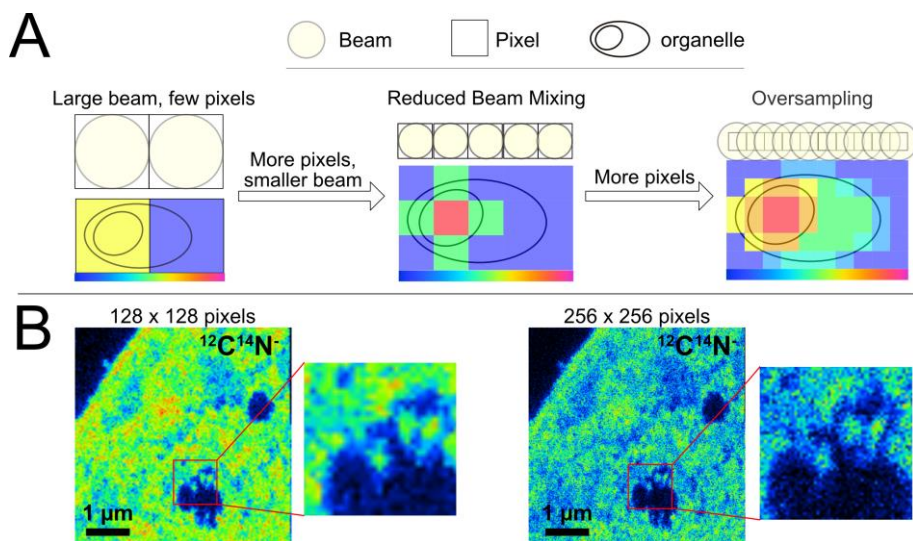 A
Beam Pixel organelle
Large beam, few pixels
Reduced Beam Mixing
Oversampling
More pixels,
smaller beam
More pixels
B
128 x 128 pixels
256 x 256 pixels
¹²C¹⁴N⁻
¹²C¹⁴N⁻
1 µm
1 µm